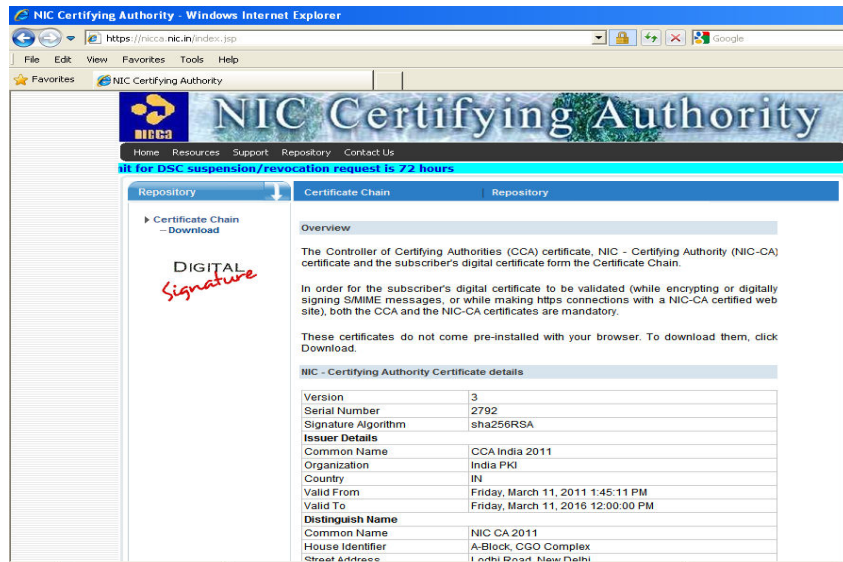 NIC Certifying Authority - Windows Internet Explorer
https://nicca.nic.in/index.jsp
Google
File Edit View Favorites Tools Help
Favorites NIC Certifying Authority
nicca
NIC Certifying Authority
Home Resources Support Repository Contact Us
nit for DSC suspension/revocation request is 72 hours
Repository
Certificate Chain
– Download
DIGITAL
Signature
Certificate Chain | Repository
Overview
The Controller of Certifying Authorities (CCA) certificate, NIC - Certifying Authority (NIC-CA)
certificate and the subscriber's digital certificate form the Certificate Chain.
In order for the subscriber's digital certificate to be validated (while encrypting or digitally
signing S/MIME messages, or while making https connections with a NIC-CA certified web
site), both the CCA and the NIC-CA certificates are mandatory.
These certificates do not come pre-installed with your browser. To download them, click
Download.
NIC - Certifying Authority Certificate details
Version 3
Serial Number 2792
Signature Algorithm sha256RSA
Issuer Details
Common Name CCA India 2011
Organization India PKI
Country IN
Valid From Friday, March 11, 2011 1:45:11 PM
Valid To Friday, March 11, 2016 12:00:00 PM
Distinguish Name
Common Name NIC CA 2011
House Identifier A-Block, CGO Complex
Street Address Lodhi Road, New Delhi